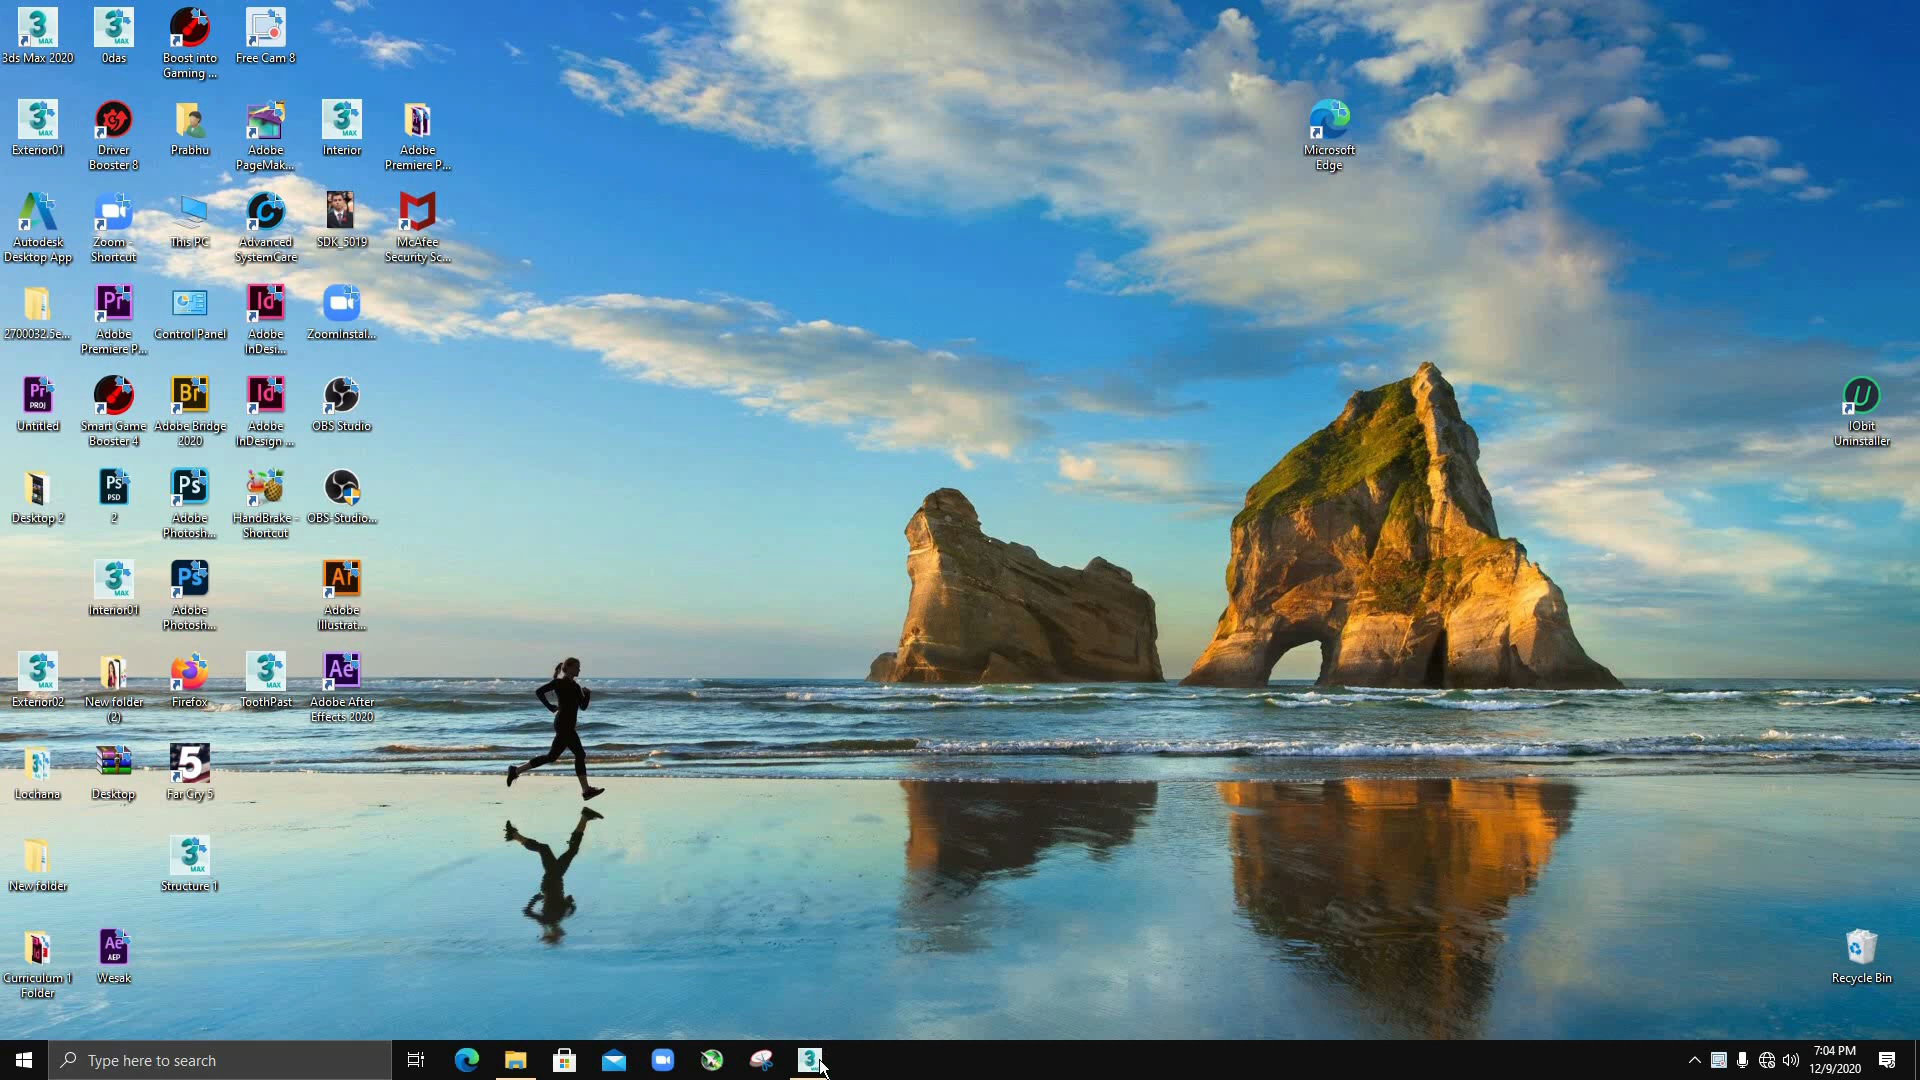 3ds Max 2020
0das
Boost into
Gaming ...
Free Cam 8
Exterior01
Driver
Booster 8
Prabhu
Adobe
PageMak...
Interior
Adobe
Premiere P...
Microsoft
Edge
Autodesk
Desktop App
Zoom -
Shortcut
This PC
Advanced
SystemCare
SDK_5019
McAfee
Security Sc...
2700032.5e...
Adobe
Premiere P...
Control Panel
Adobe
InDesi...
ZoomInstal...
Untitled
Smart Game
Booster 4
Adobe Bridge
2020
Adobe
InDesign ...
OBS Studio
IObit
Uninstaller
Desktop 2
2
Adobe
Photosh...
HandBrake -
Shortcut
OBS-Studio...
Interior01
Adobe
Photosh...
Adobe
Illustrat...
Exterior02
New folder
(2)
Firefox
ToothPast
Adobe After
Effects 2020
Lochana
Desktop
Far Cry 5
New folder
Structure 1
Curriculum 1
Folder
Wesak
Recycle Bin
Type here to search
7:04 PM
12/9/2020